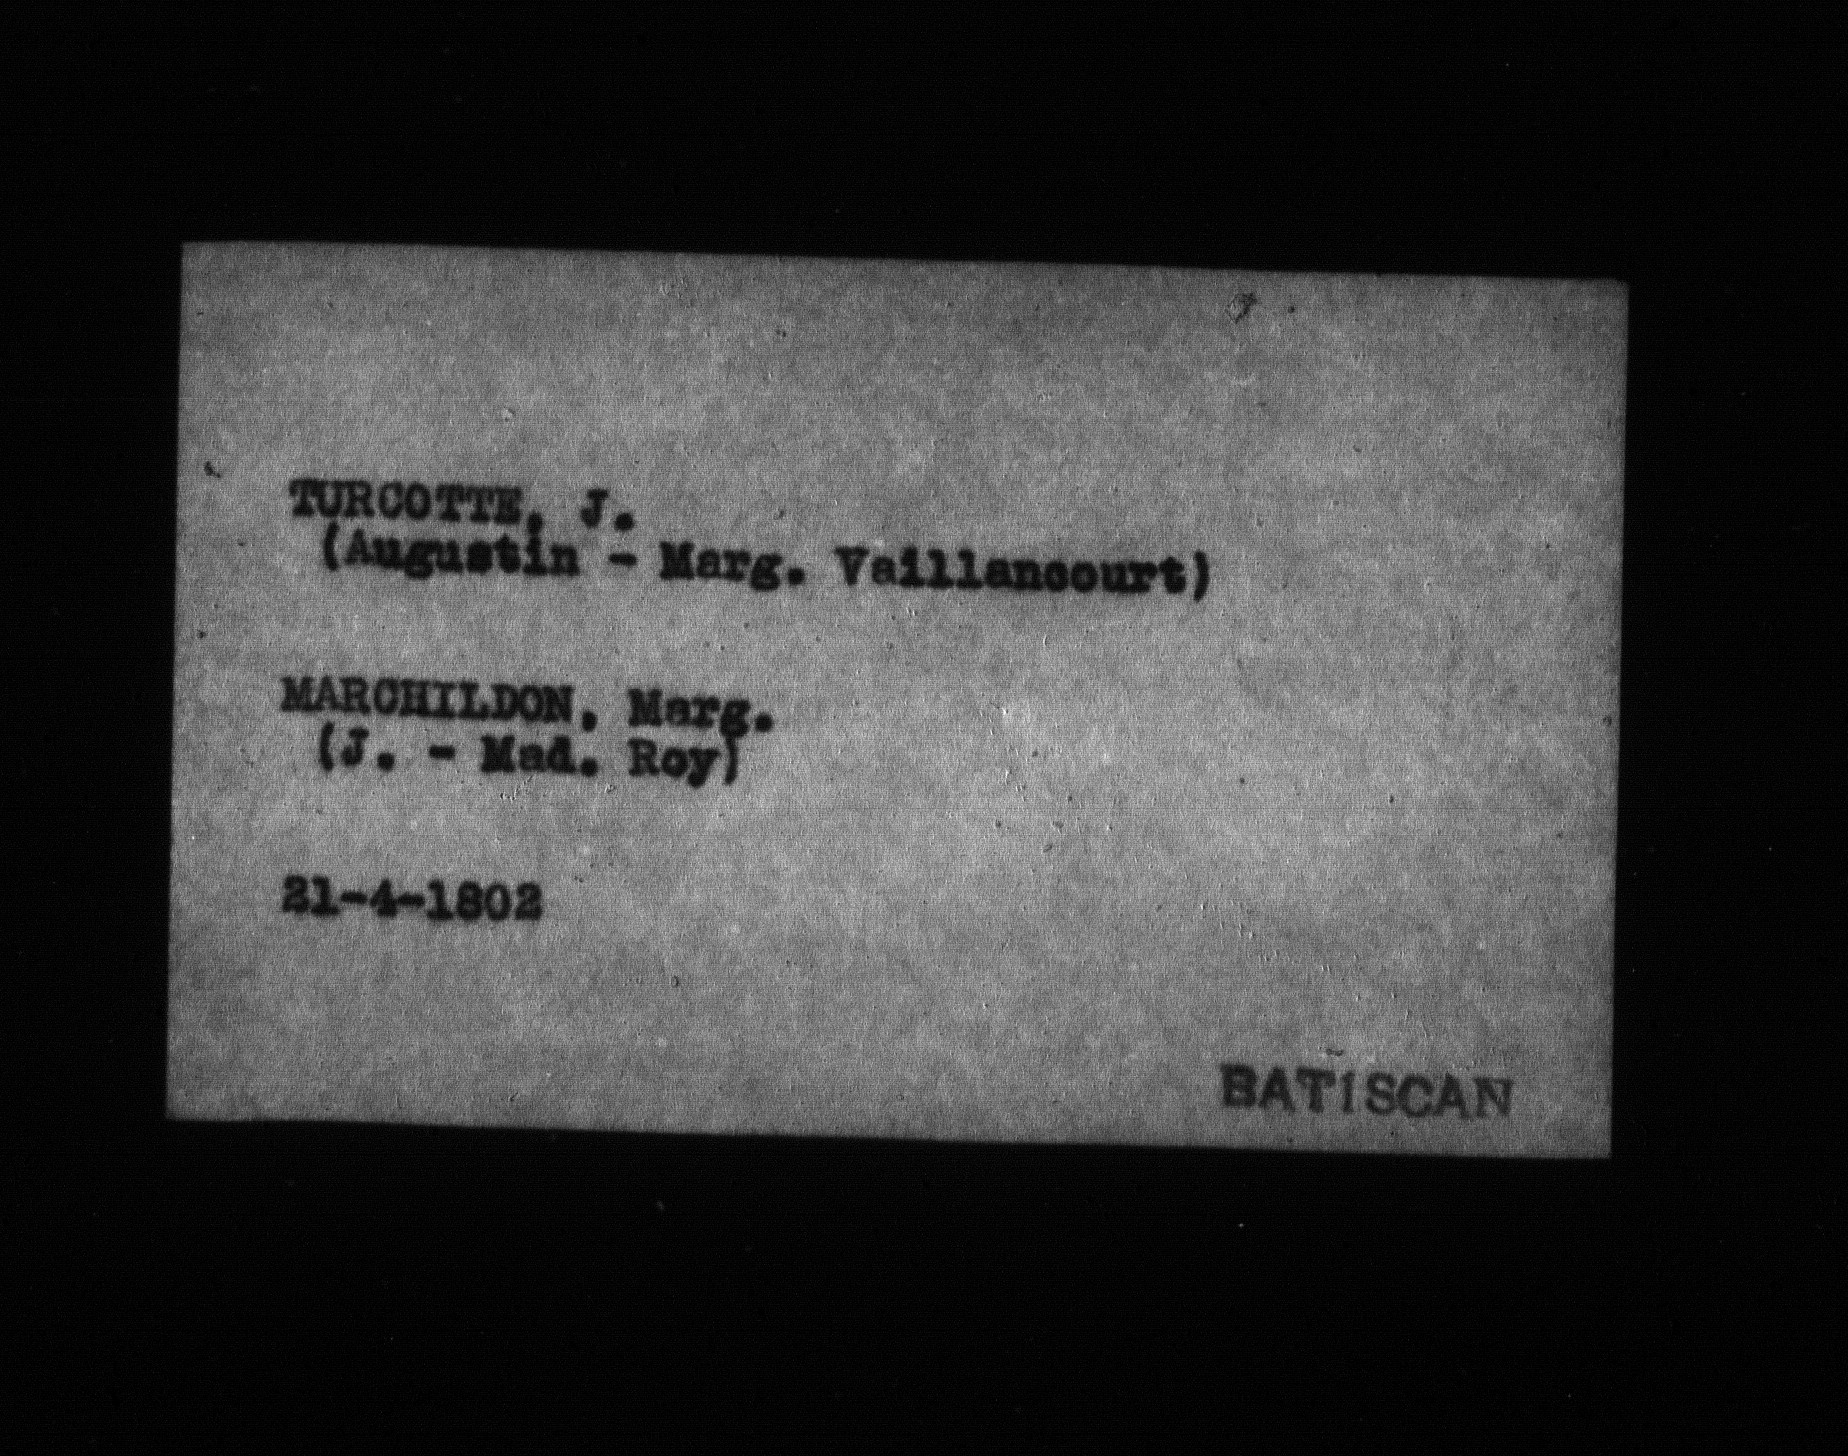 TURCOTTE, J.
(Augustin - Marg. Vaillancourt)
MARCHILDON, Marg.
(J. - Mad. Roy)
21-4-1802
BATISCAN